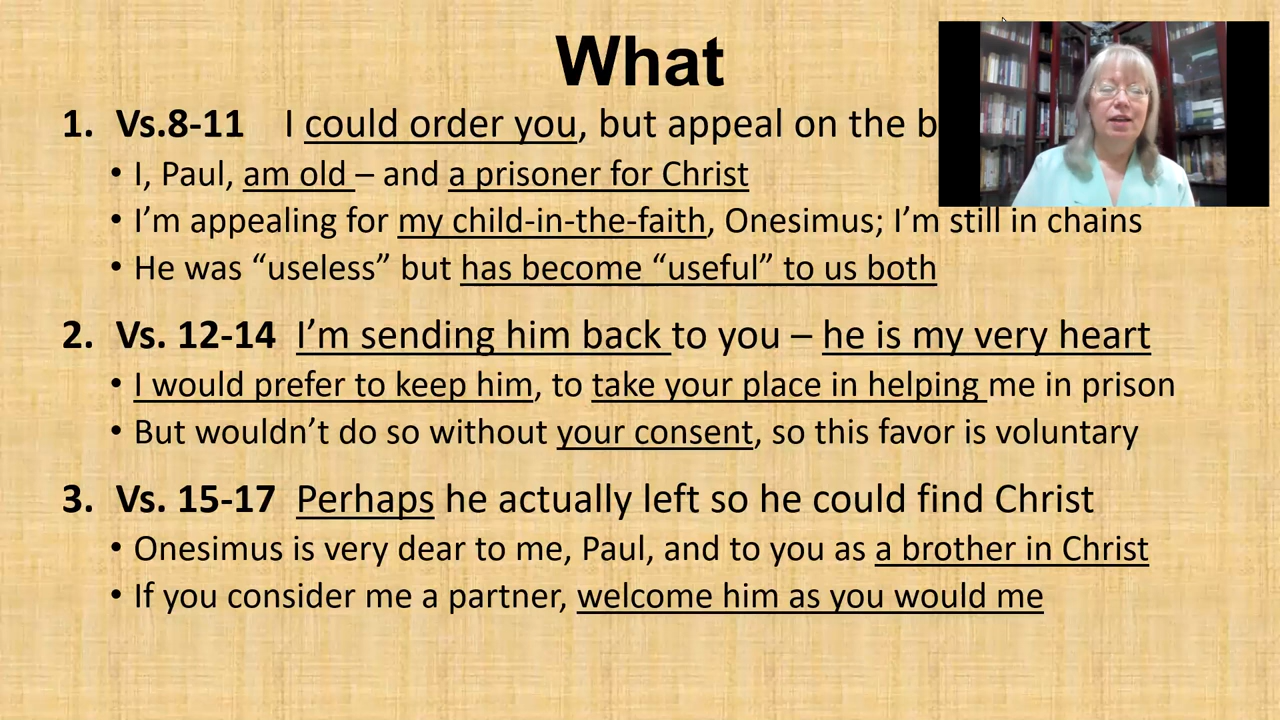 What
1. Vs.8-11 I could order you, but appeal on the b
• I, Paul, am old – and a prisoner for Christ
• I’m appealing for my child-in-the-faith, Onesimus; I’m still in chains
• He was “useless” but has become “useful” to us both
2. Vs. 12-14 I’m sending him back to you – he is my very heart
• I would prefer to keep him, to take your place in helping me in prison
• But wouldn’t do so without your consent, so this favor is voluntary
3. Vs. 15-17 Perhaps he actually left so he could find Christ
• Onesimus is very dear to me, Paul, and to you as a brother in Christ
• If you consider me a partner, welcome him as you would me